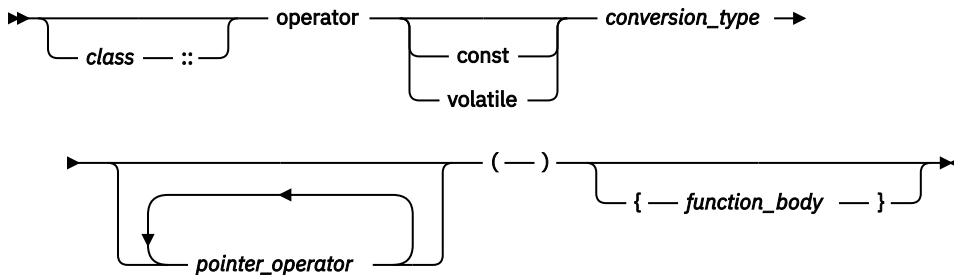 operator conversion_type
class :: const
volatile
( )
{ function_body }
pointer_operator